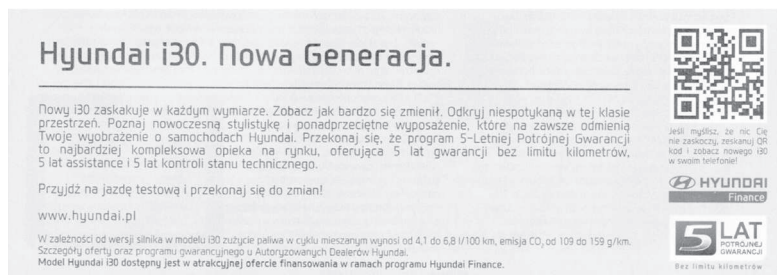 Hyundai i30. Nowa Generacja.
Nowy i30 zaskakuje w każdym wymiarze. Zobacz jak bardzo się zmienił. Odkryj niespotykaną w tej klasie
przestrzeń. Poznaj nowoczesną stylistykę i ponadprzeciętne wyposażenie, które na zawsze odmienią
Twoje wyobrażenie o samochodach Hyundai. Przekonaj się, że program 5-Letniej Potrójnej Gwarancji
to najbardziej kompleksowa opieka na rynku, oferująca 5 lat gwarancji bez limitu kilometrów,
5 lat assistance i 5 lat kontroli stanu technicznego.
Przyjdź na jazdę testową i przekonaj się do zmian!
www.hyundai.pl
W zależności od wersji silnika w modelu i30 zużycie paliwa w cyklu mieszanym wynosi od 4,1 do 6,8 l/100 km, emisja CO₂ od 109 do 159 g/km.
Szczegóły oferty oraz programu gwarancyjnego u Autoryzowanych Dealerów Hyundai.
Model Hyundai i30 dostępny jest w atrakcyjnej ofercie finansowania w ramach programu Hyundai Finance.
Jeśli myślisz, że nic Cię
nie zaskoczy, zeskanuj QR
kod i zobacz nowego i30
w swoim telefonie!
HYUNDAI
Finance
5 LAT
POTRÓJNEJ
GWARANCJI
Bez limitu kilometrów